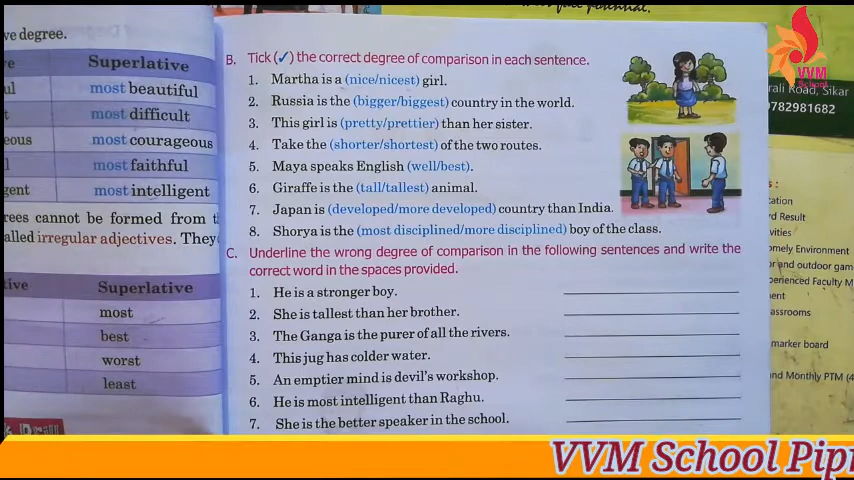 ve degree.
e Superlative
ul most beautiful
t most difficult
eous most courageous
l most faithful
gent most intelligent
rees cannot be formed from t
alled irregular adjectives. They
tive Superlative
most
best
worst
least
B. Tick (✓) the correct degree of comparison in each sentence.
1. Martha is a (nice/nicest) girl.
2. Russia is the (bigger/biggest) country in the world.
3. This girl is (pretty/prettier) than her sister.
4. Take the (shorter/shortest) of the two routes.
5. Maya speaks English (well/best).
6. Giraffe is the (tall/tallest) animal.
7. Japan is (developed/more developed) country than India.
8. Shorya is the (most disciplined/more disciplined) boy of the class.
C. Underline the wrong degree of comparison in the following sentences and write the
correct word in the spaces provided.
1. He is a stronger boy.
2. She is tallest than her brother.
3. The Ganga is the purer of all the rivers.
4. This jug has colder water.
5. An emptier mind is devil's workshop.
6. He is most intelligent than Raghu.
7. She is the better speaker in the school.
potential.
VVM
School
rali Road, Sikar
9782981682
s :
cation
rd Result
vities
omely Environment
or and outdoor gam
perienced Faculty M
ent
assrooms
marker board
nd Monthly PTM (4
VVM School Pipr